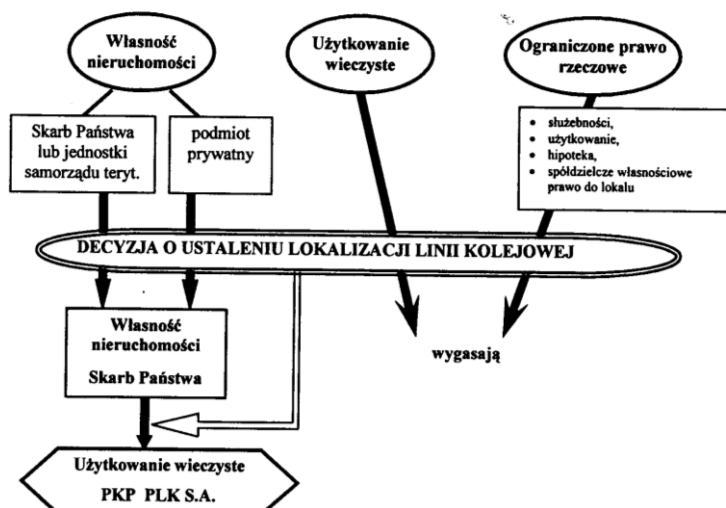 Własność
nieruchomości
Użytkowanie
wieczyste
Ograniczone prawo
rzeczowe
Skarb Państwa
lub jednostki
samorządu teryt.
podmiot
prywatny
• służebności,
• użytkowanie,
• hipoteka,
• spółdzielcze własnościowe
prawo do lokalu
DECYZJA O USTALENIU LOKALIZACJI LINII KOLEJOWEJ
Własność
nieruchomości
Skarb Państwa
wygasają
Użytkowanie wieczyste
PKP PLK S.A.